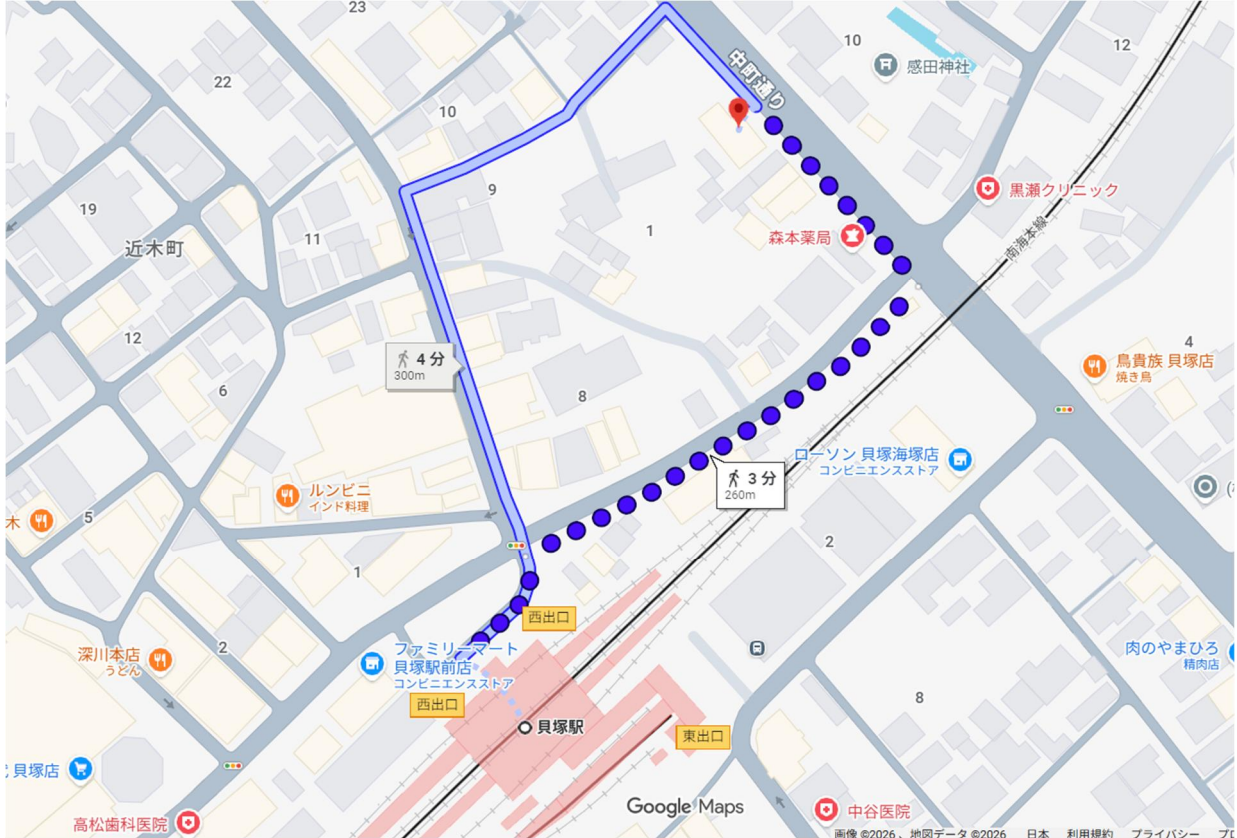 23
10
12
中町通り
感田神社
22
10
黒瀬クリニック
19
9
南海本線
近木町
11
1
森本薬局
12
4
4 分
300m
鳥貴族 貝塚店
焼き鳥
6
8
ローソン 貝塚海塚店
コンビニエンスストア
3 分
260m
ルンビニ
インド料理
木
5
2
1
西出口
2
ファミリーマート
貝塚駅前店
コンビニエンスストア
深川本店
うどん
肉のやまひろ
精肉店
西出口
8
貝塚駅
東出口
貝塚店
Google Maps
中谷医院
高松歯科医院
画像 ©2026 、地図データ ©2026 日本 利用規約 プライバシー